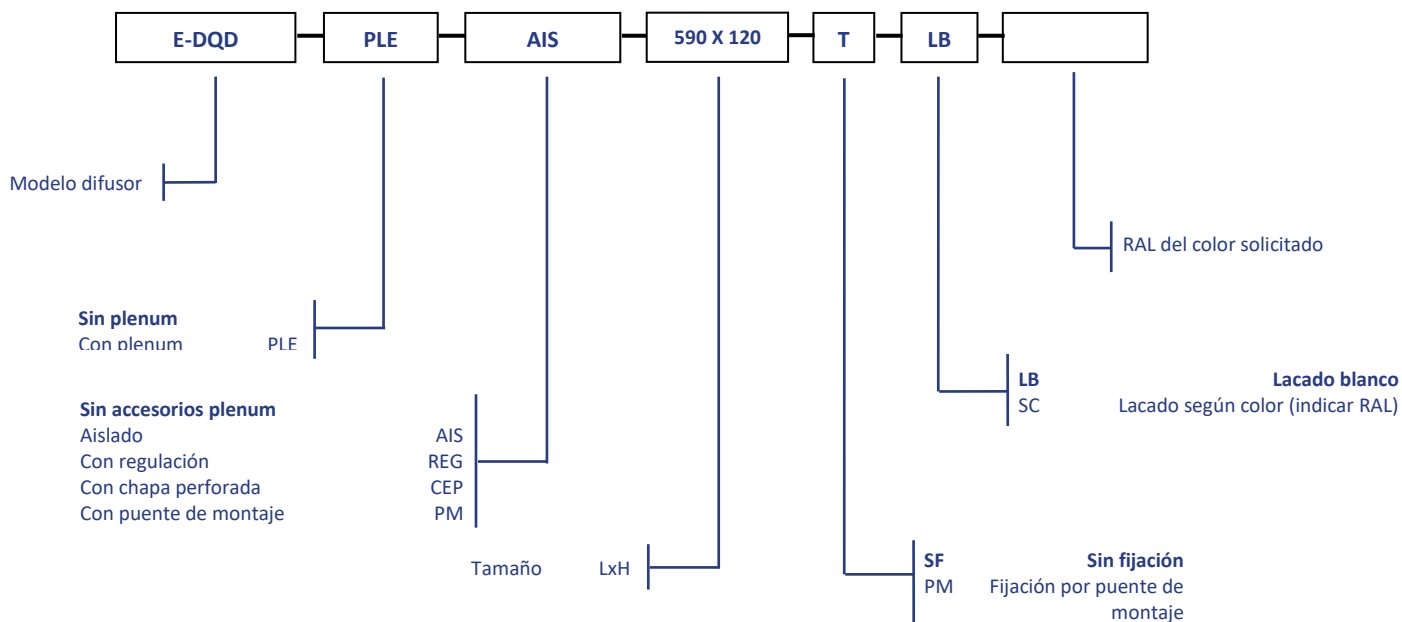 E-DQD PLE AIS 590 X 120 T LB
Modelo difusor
RAL del color solicitado
Sin plenum
Con plenum PLE
LB Lacado blanco
SC Lacado según color (indicar RAL)
Sin accesorios plenum
Aislado AIS
Con regulación REG
Con chapa perforada CEP
Con puente de montaje PM
Tamaño LxH
SF Sin fijación
PM Fijación por puente de
montaje